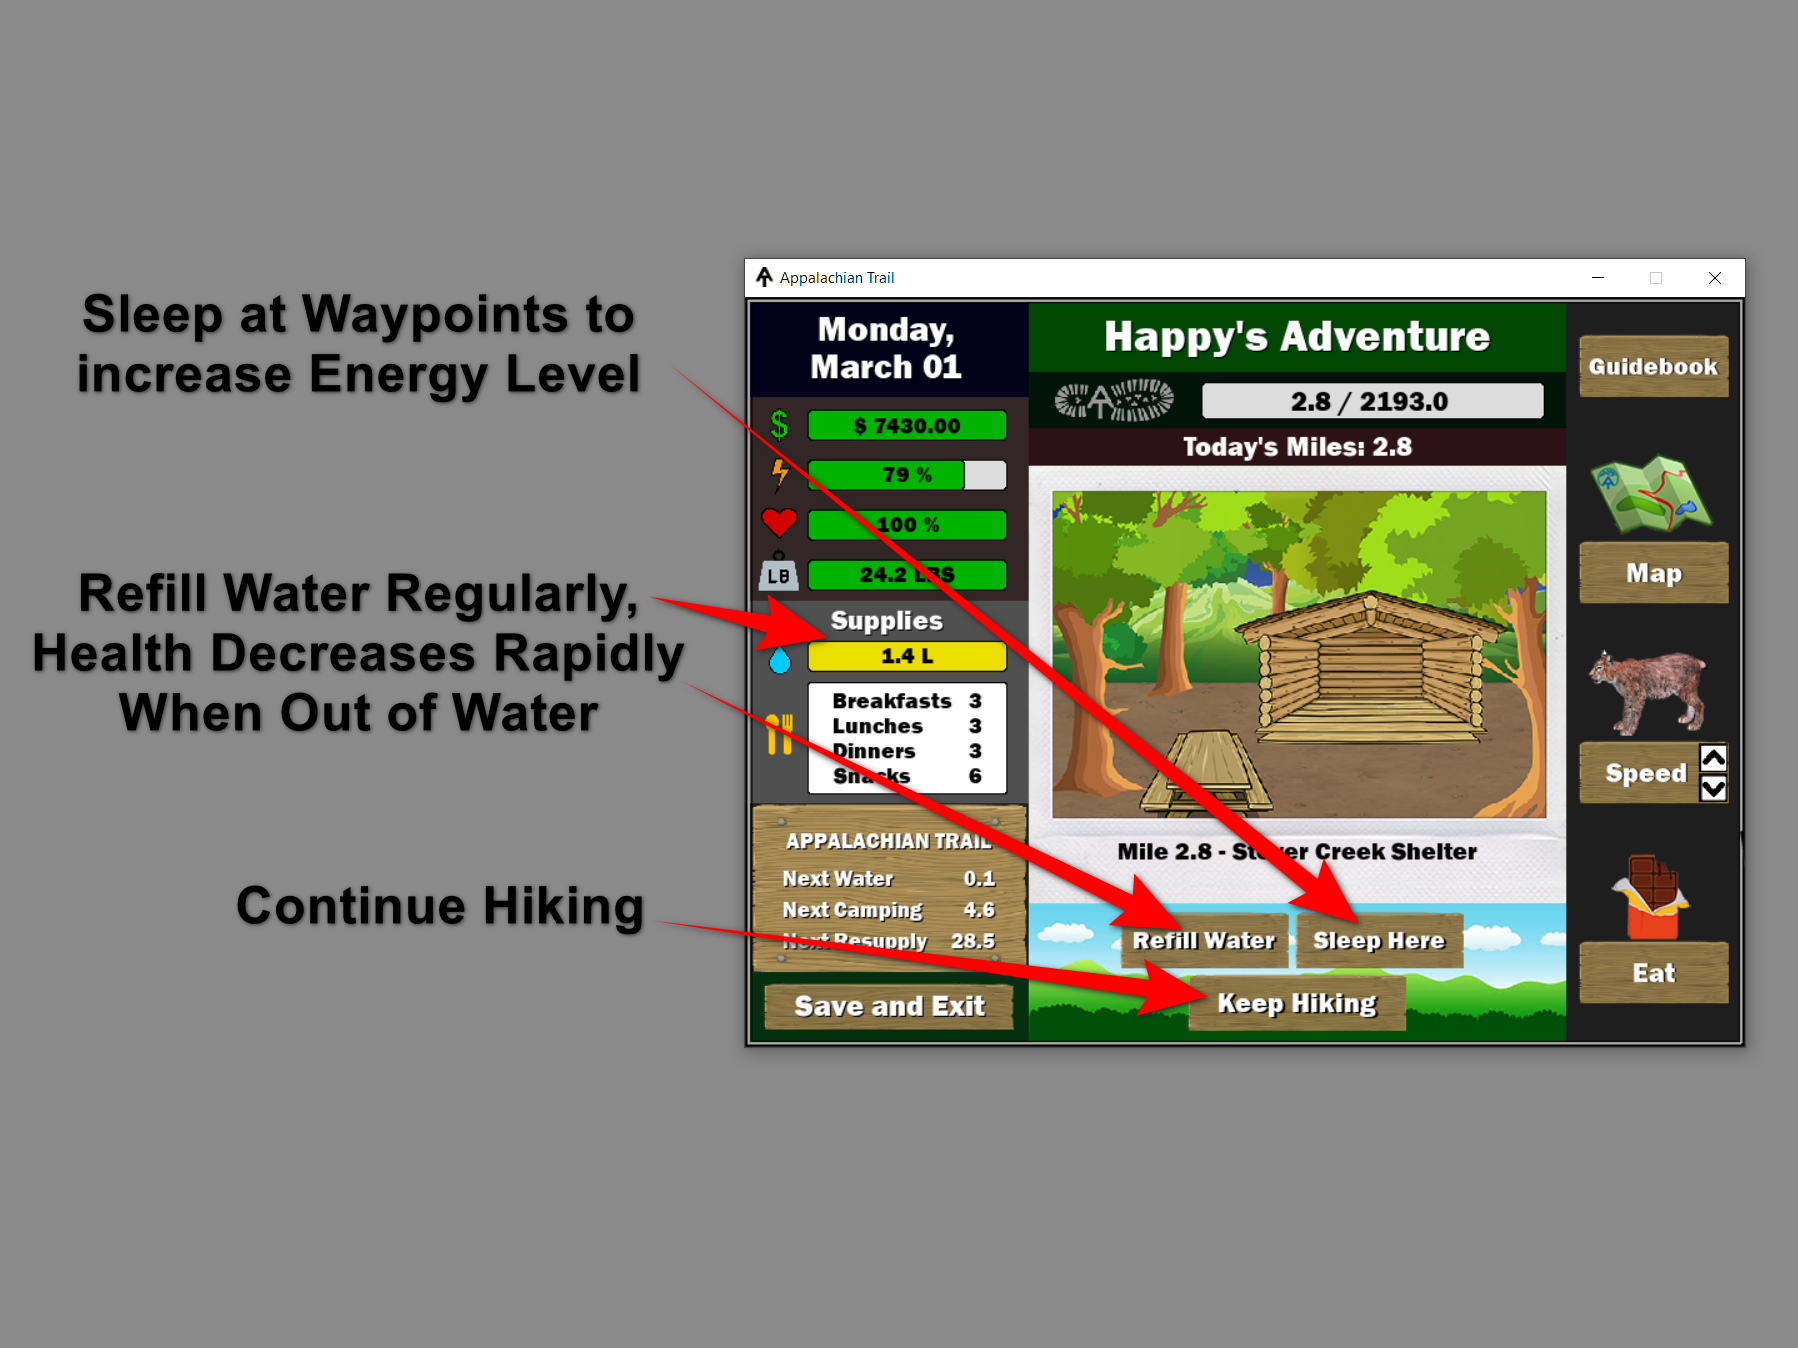 Sleep at Waypoints to
increase Energy Level
Refill Water Regularly,
Health Decreases Rapidly
When Out of Water
Continue Hiking
Appalachian Trail
Monday,
March 01
$ 7430.00
79 %
100 %
LB
24.2 LBS
Supplies
1.4 L
Breakfasts 3
Lunches 3
Dinners 3
Snacks 6
APPALACHIAN TRAIL
Next Water 0.1
Next Camping 4.6
Next Resupply 28.5
Save and Exit
Happy's Adventure
2.8 / 2193.0
Today's Miles: 2.8
Mile 2.8 - Stover Creek Shelter
Refill Water
Sleep Here
Keep Hiking
Guidebook
Map
Speed
Eat